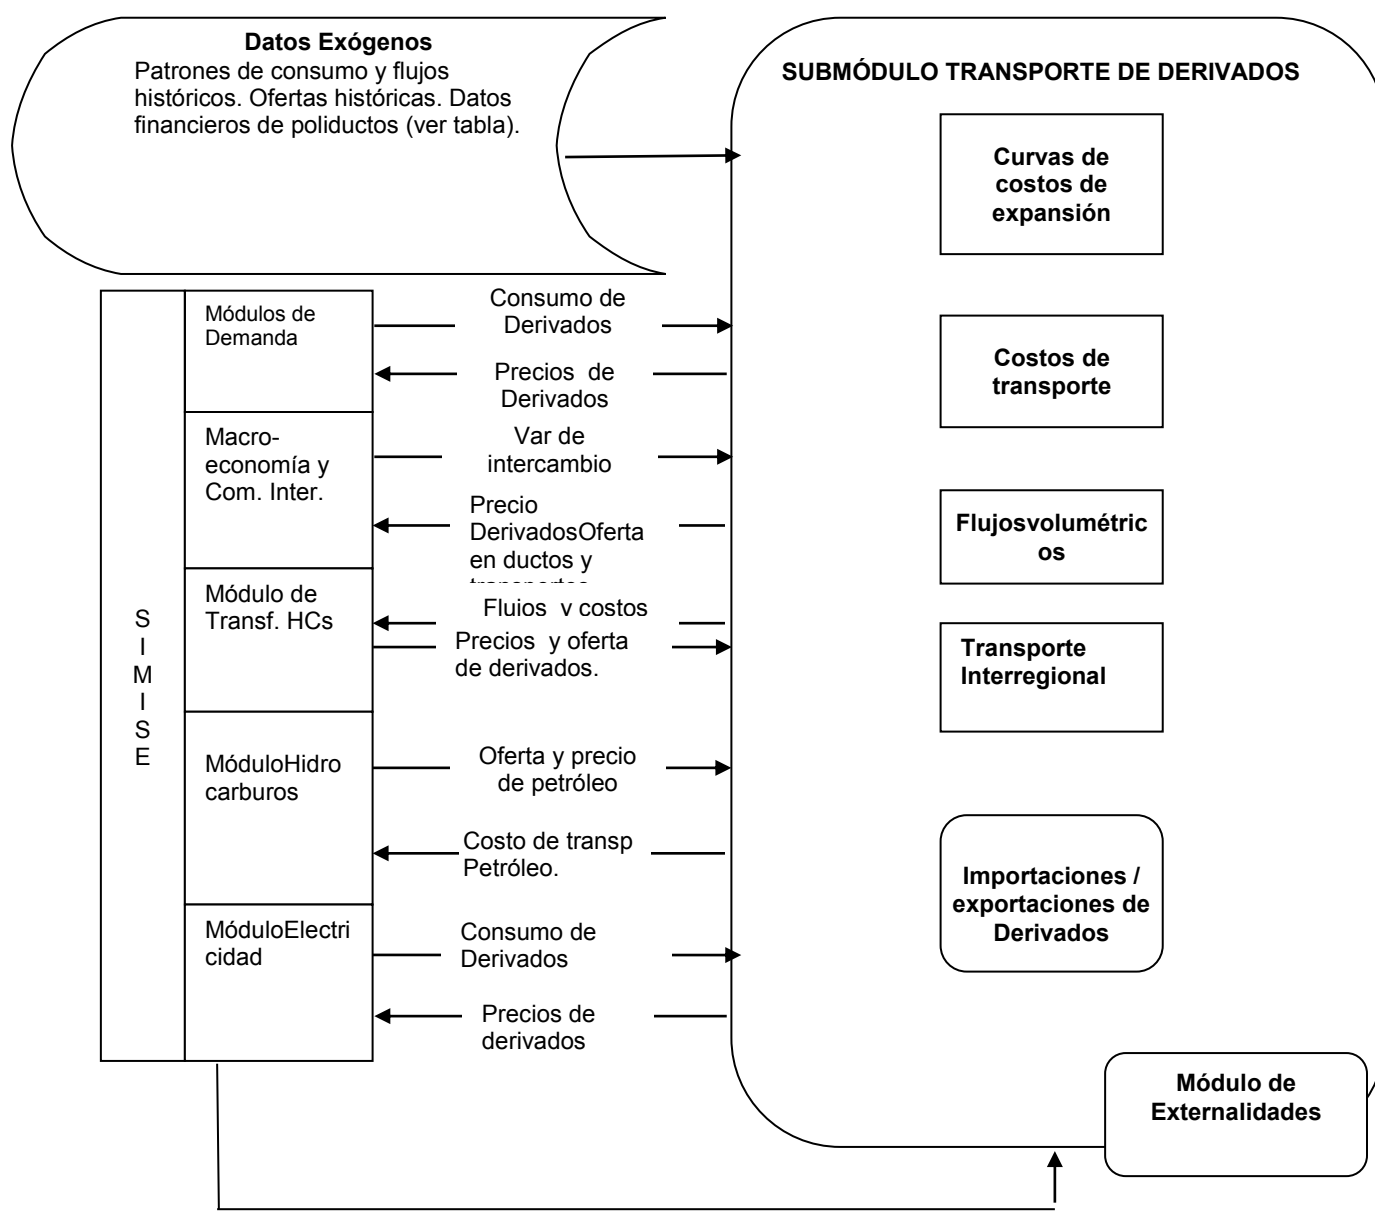 Datos Exógenos
Patrones de consumo y flujos
históricos. Ofertas históricas. Datos
financieros de poliductos (ver tabla).
SUBMÓDULO TRANSPORTE DE DERIVADOS
Curvas de
costos de
expansión
Costos de
transporte
Flujosvolumétric
os
Transporte
Interregional
Importaciones /
exportaciones de
Derivados
Módulo de
Externalidades
S
I
M
I
S
E
Módulos de
Demanda
Consumo de
Derivados
Precios de
Derivados
Macro-
economía y
Com. Inter.
Var de
intercambio
Precio
DerivadosOferta
en ductos y
Módulo de
Transf. HCs
Flujos y costos
Precios y oferta
de derivados.
MóduloHidro
carburos
Oferta y precio
de petróleo
Costo de transp
Petróleo.
MóduloElectri
cidad
Consumo de
Derivados
Precios de
derivados